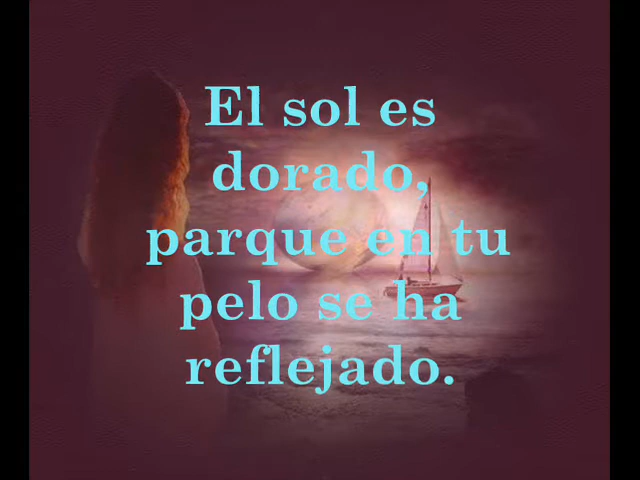 El sol es
dorado,
parque en tu
pelo se ha
reflejado.